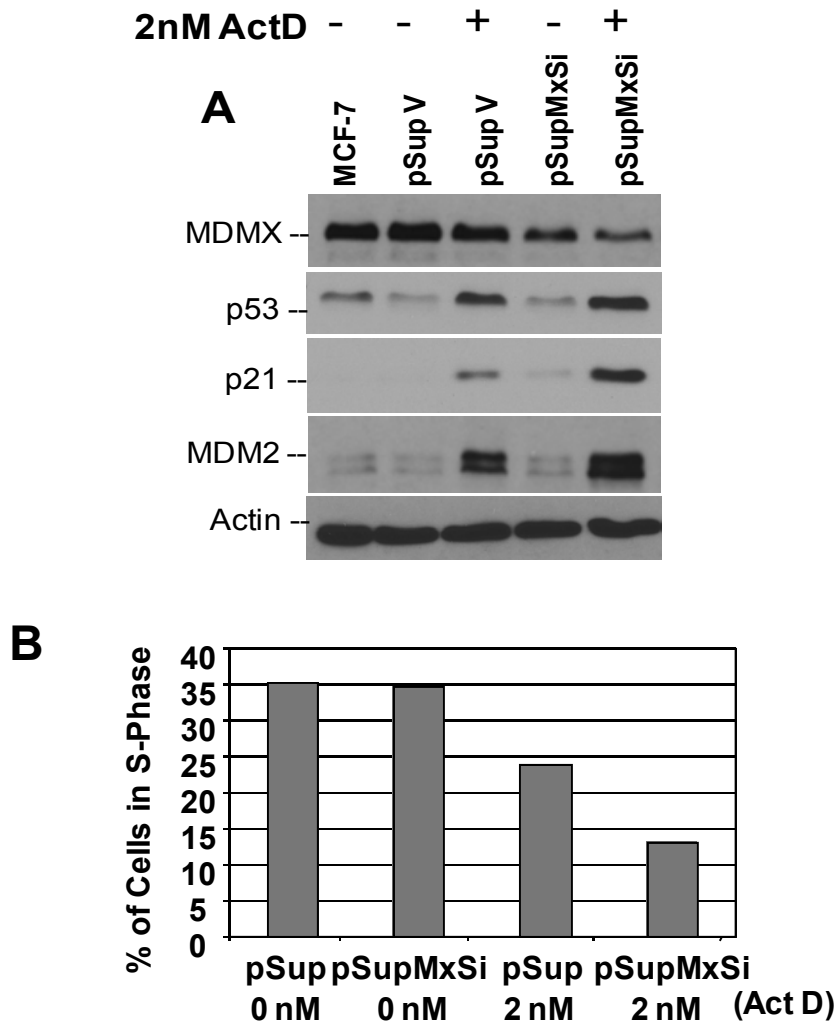 2nM ActD - - + - +
A
MCF-7 pSup V pSup V pSupMxSi pSupMxSi
MDMX --
p53 --
p21 --
MDM2 --
Actin --
B
% of Cells in S-Phase
40
35
30
25
20
15
10
5
0
pSup pSupMxSi pSup pSupMxSi
0 nM 0 nM 2 nM 2 nM (Act D)